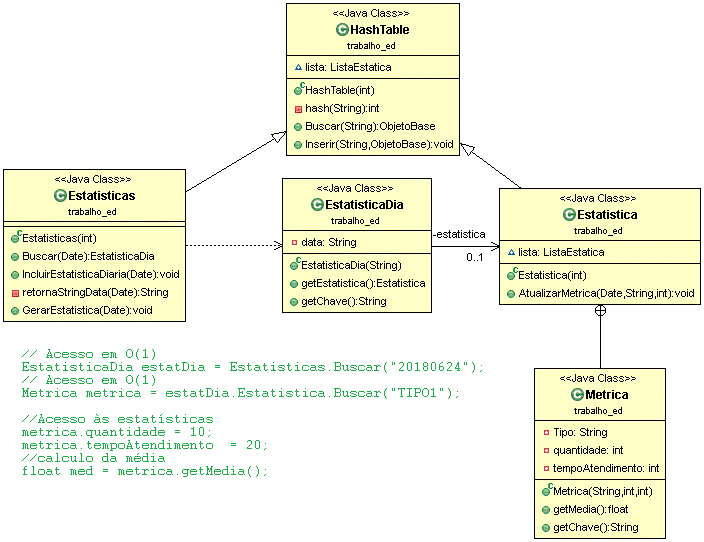 <<Java Class>>
HashTable
trabalho_ed
lista: ListaEstatica
HashTable(int)
hash(String):int
Buscar(String):ObjetoBase
Inserir(String,ObjetoBase):void
<<Java Class>>
Estatisticas
trabalho_ed
Estatisticas(int)
Buscar(Date):EstatisticaDia
IncluirEstatisticaDiaria(Date):void
retornaStringData(Date):String
GerarEstatistica(Date):void
<<Java Class>>
EstatisticaDia
trabalho_ed
data: String
EstatisticaDia(String)
getEstatistica():Estatistica
getChave():String
-estatistica
0..1
<<Java Class>>
Estatistica
trabalho_ed
lista: ListaEstatica
Estatistica(int)
AtualizarMetrica(Date,String,int):void
<<Java Class>>
Metrica
trabalho_ed
Tipo: String
quantidade: int
tempoAtendimento: int
Metrica(String,int,int)
getMedia():float
getChave():String
// Acesso em O(1)
EstatisticaDia estatDia = Estatisticas.Buscar("20180624");
// Acesso em O(1)
Metrica metrica = estatDia.Estatistica.Buscar("TIPO1");
//Acesso às estatísticas
metrica.quantidade = 10;
metrica.tempoAtendimento  = 20;
//calculo da média
float med = metrica.getMedia();